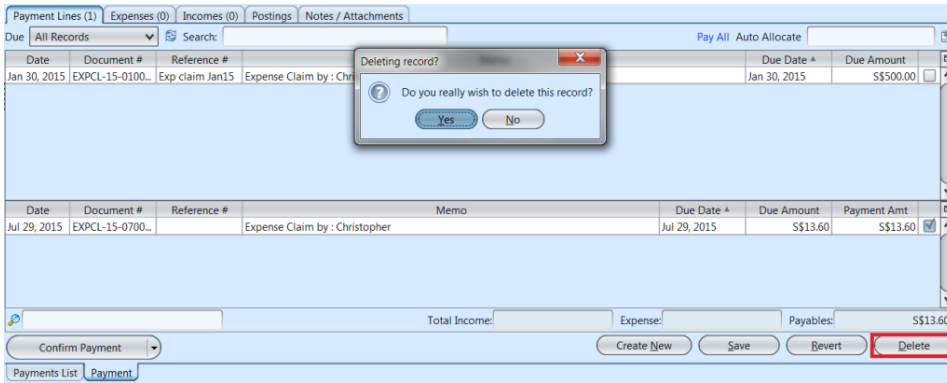 Payment Lines (1) Expenses (0) Incomes (0) Postings Notes / Attachments
Due All Records Search: Pay All Auto Allocate
Deleting record?
Date Document # Reference # Due Date Due Amount
Jan 30, 2015 EXPCL-15-0100... Exp claim Jan15 Expense Claim by : Chri Jan 30, 2015 S$500.00
Do you really wish to delete this record?
Yes No
Date Document # Reference # Memo Due Date Due Amount Payment Amt
Jul 29, 2015 EXPCL-15-0700... Expense Claim by : Christopher Jul 29, 2015 S$13.60 S$13.60
Total Income: Expense: Payables: S$13.60
Confirm Payment Create New Save Revert Delete
Payments List Payment